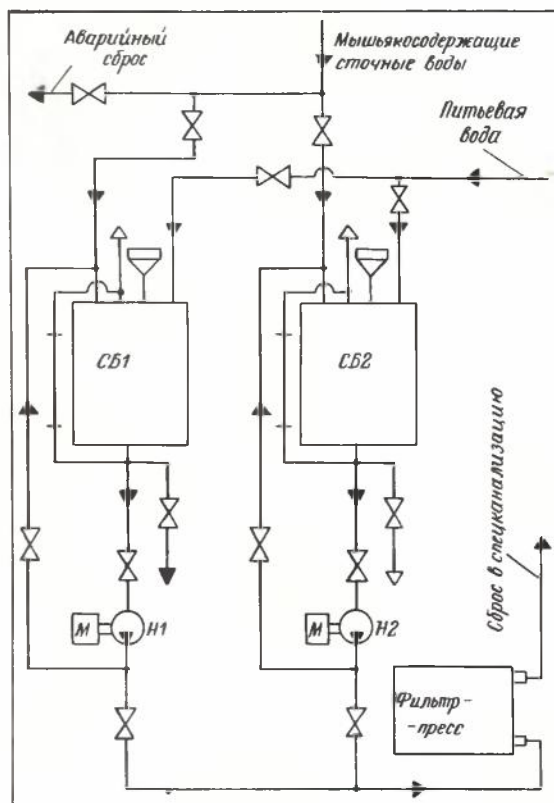 Аварийный
сброс
Мышьякосодержащие
сточные воды
Питьевая
вода
СБ1
СБ2
Сброс в спецканализацию
М
Н1
М
Н2
Фильтр-
-пресс